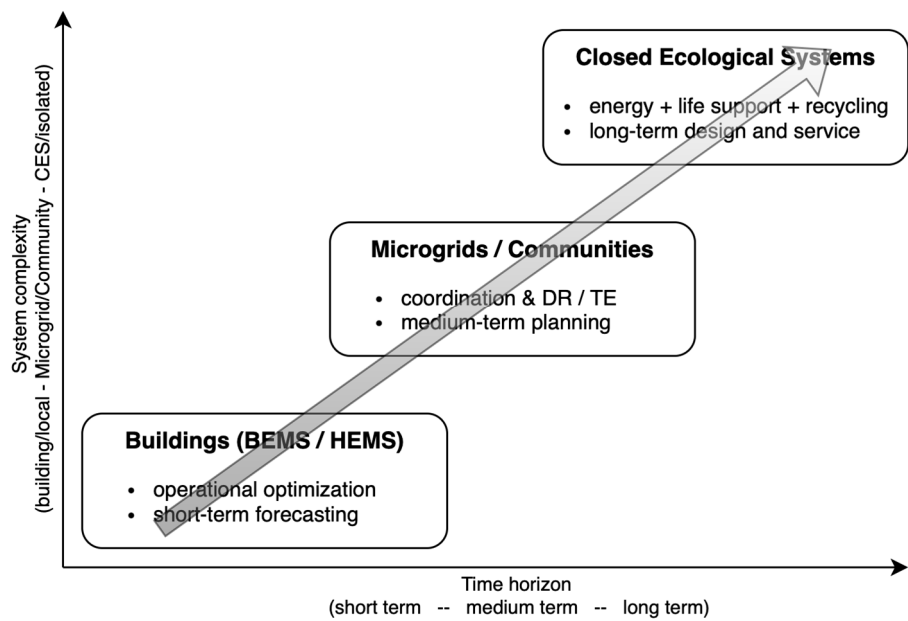 Closed Ecological Systems
• energy + life support + recycling
• long-term design and service
Microgrids / Communities
• coordination & DR / TE
• medium-term planning
Buildings (BEMS / HEMS)
• operational optimization
• short-term forecasting
System complexity
(building/local - Microgrid/Community - CES/isolated)
Time horizon
(short term -- medium term -- long term)